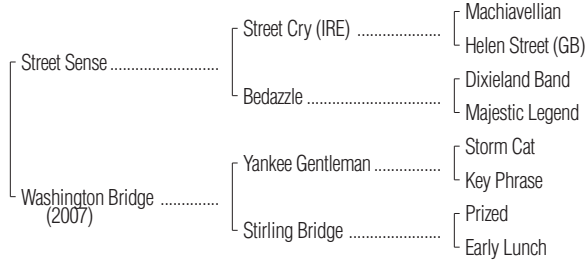 Machiavellian
Street Cry (IRE) ....................
Helen Street (GB)
Street Sense ..........................
Dixieland Band
Bedazzle ................................
Majestic Legend
Storm Cat
Yankee Gentleman ................
Key Phrase
Washington Bridge ..............
(2007)
Prized
Stirling Bridge ......................
Early Lunch